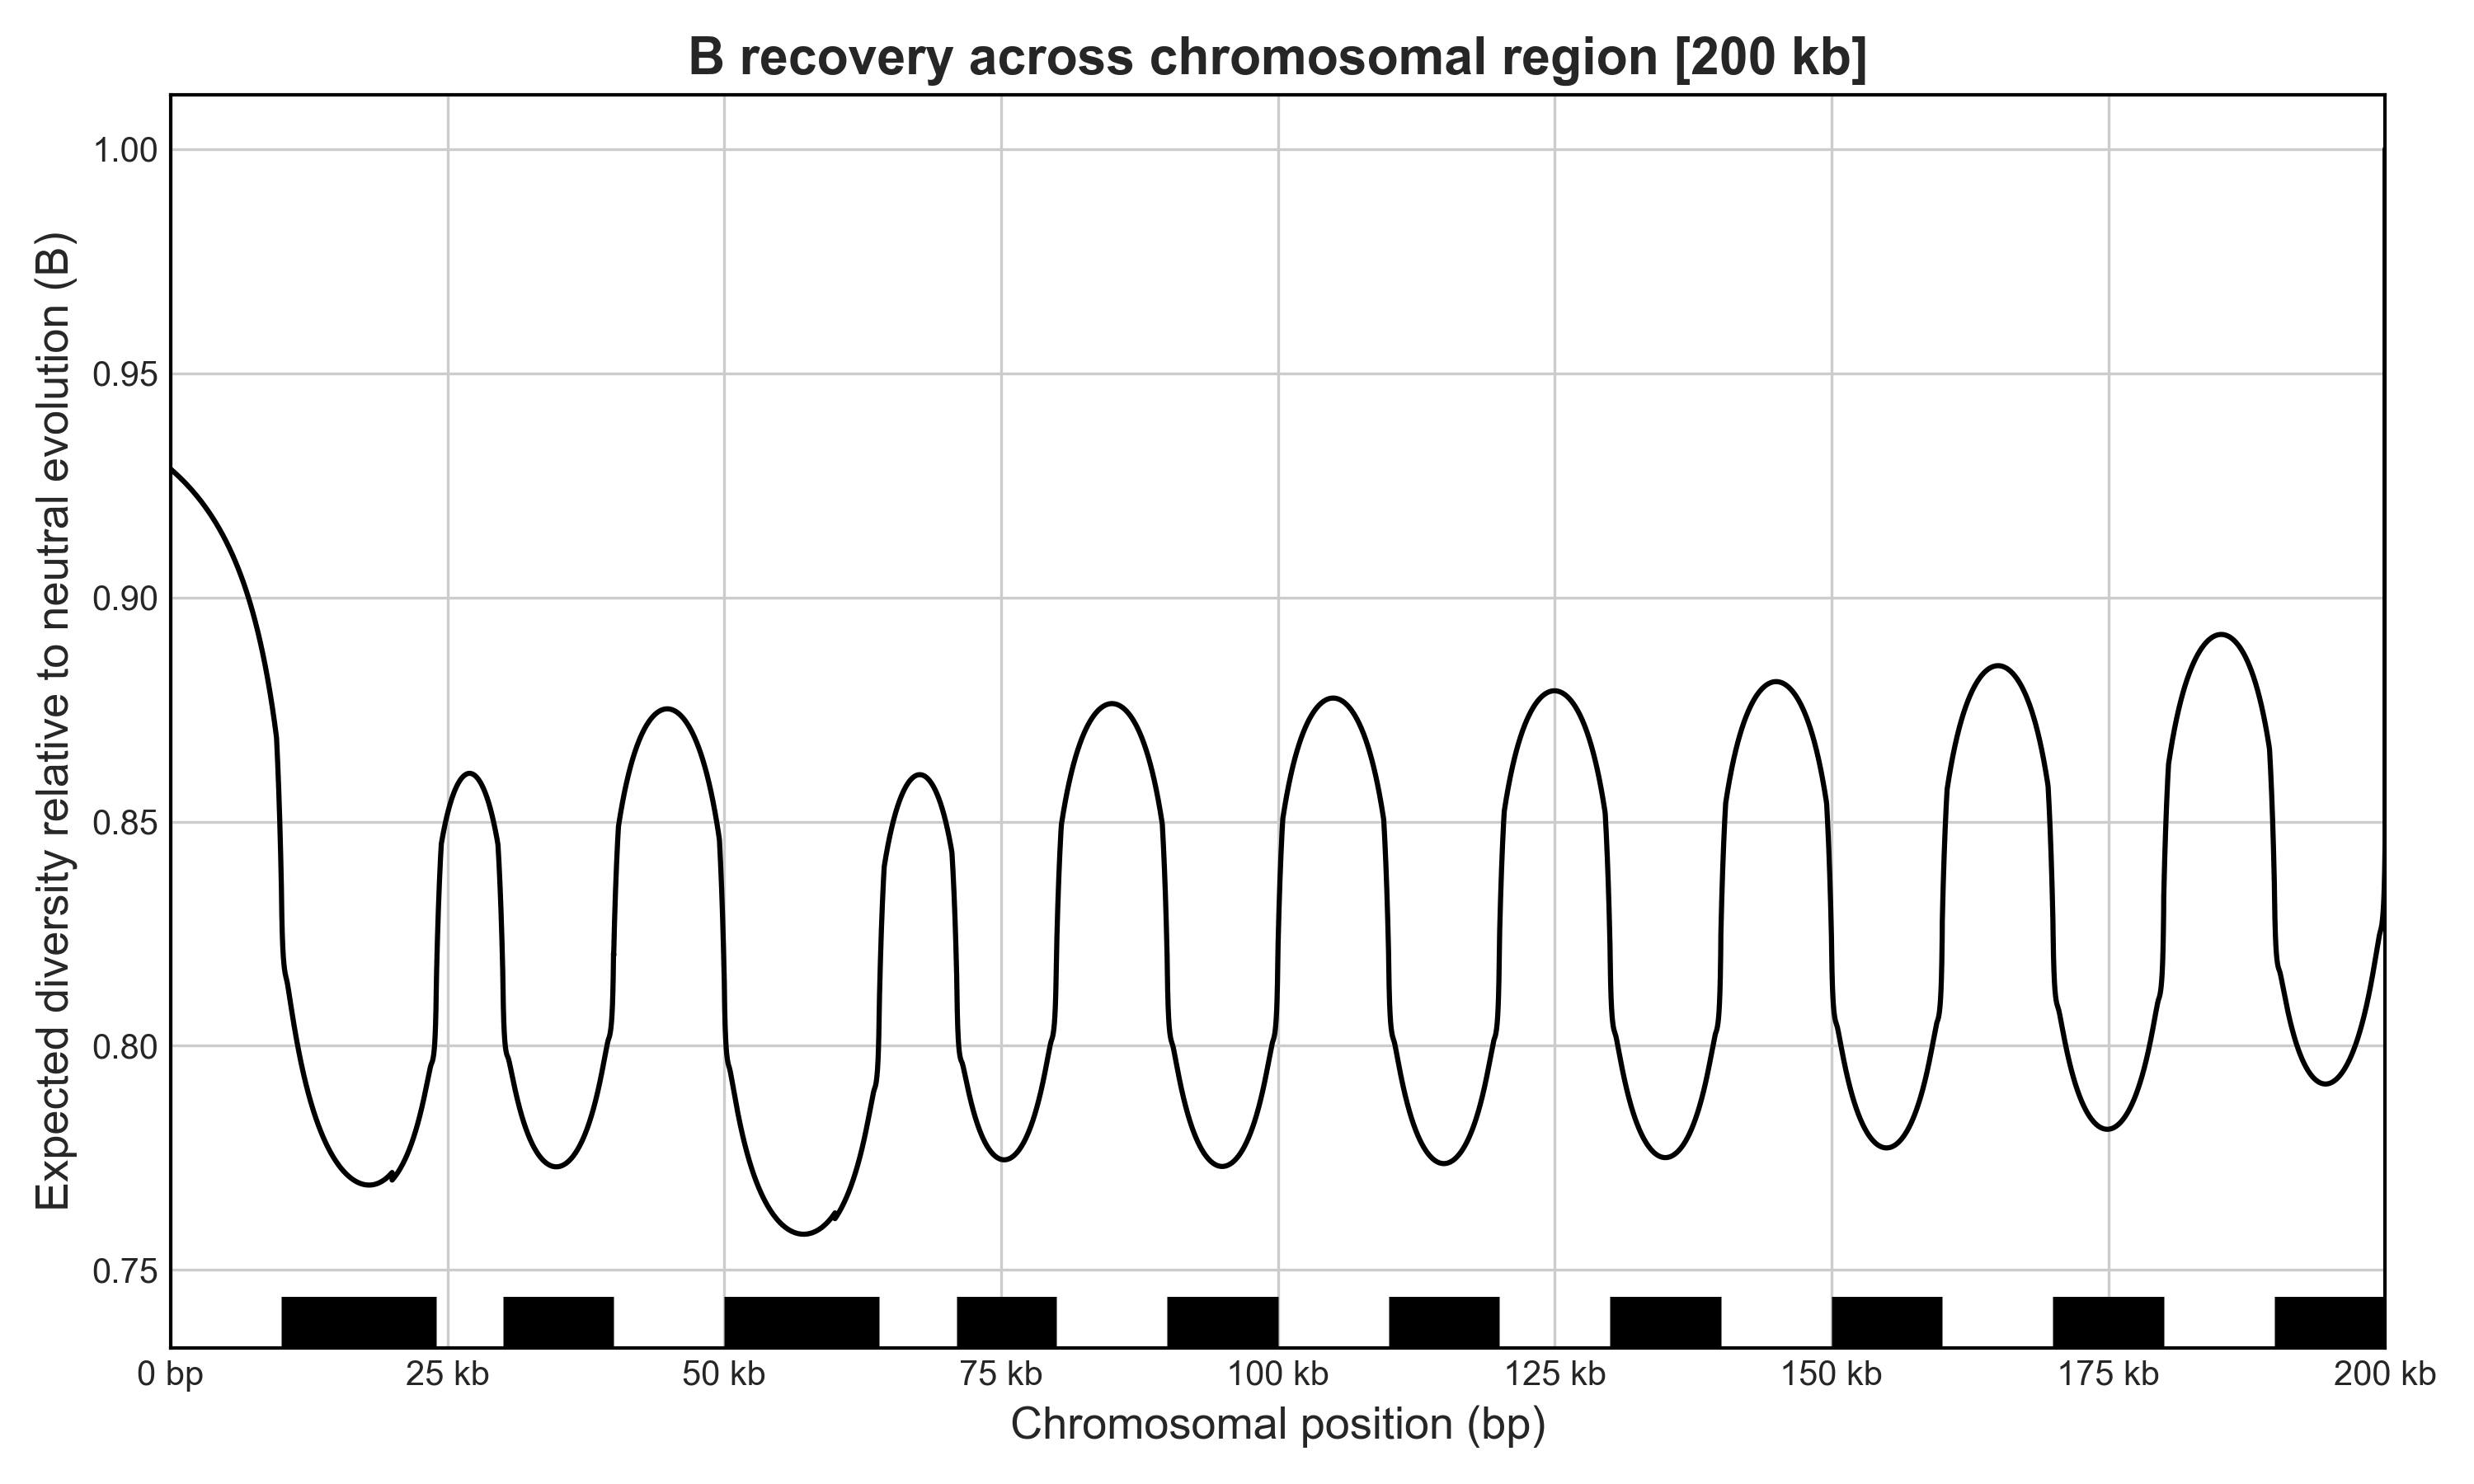 B recovery across chromosomal region [200 kb]
Expected diversity relative to neutral evolution (B)
1.00
0.95
0.90
0.85
0.80
0.75
0 bp 25 kb 50 kb 75 kb 100 kb 125 kb 150 kb 175 kb 200 kb
Chromosomal position (bp)